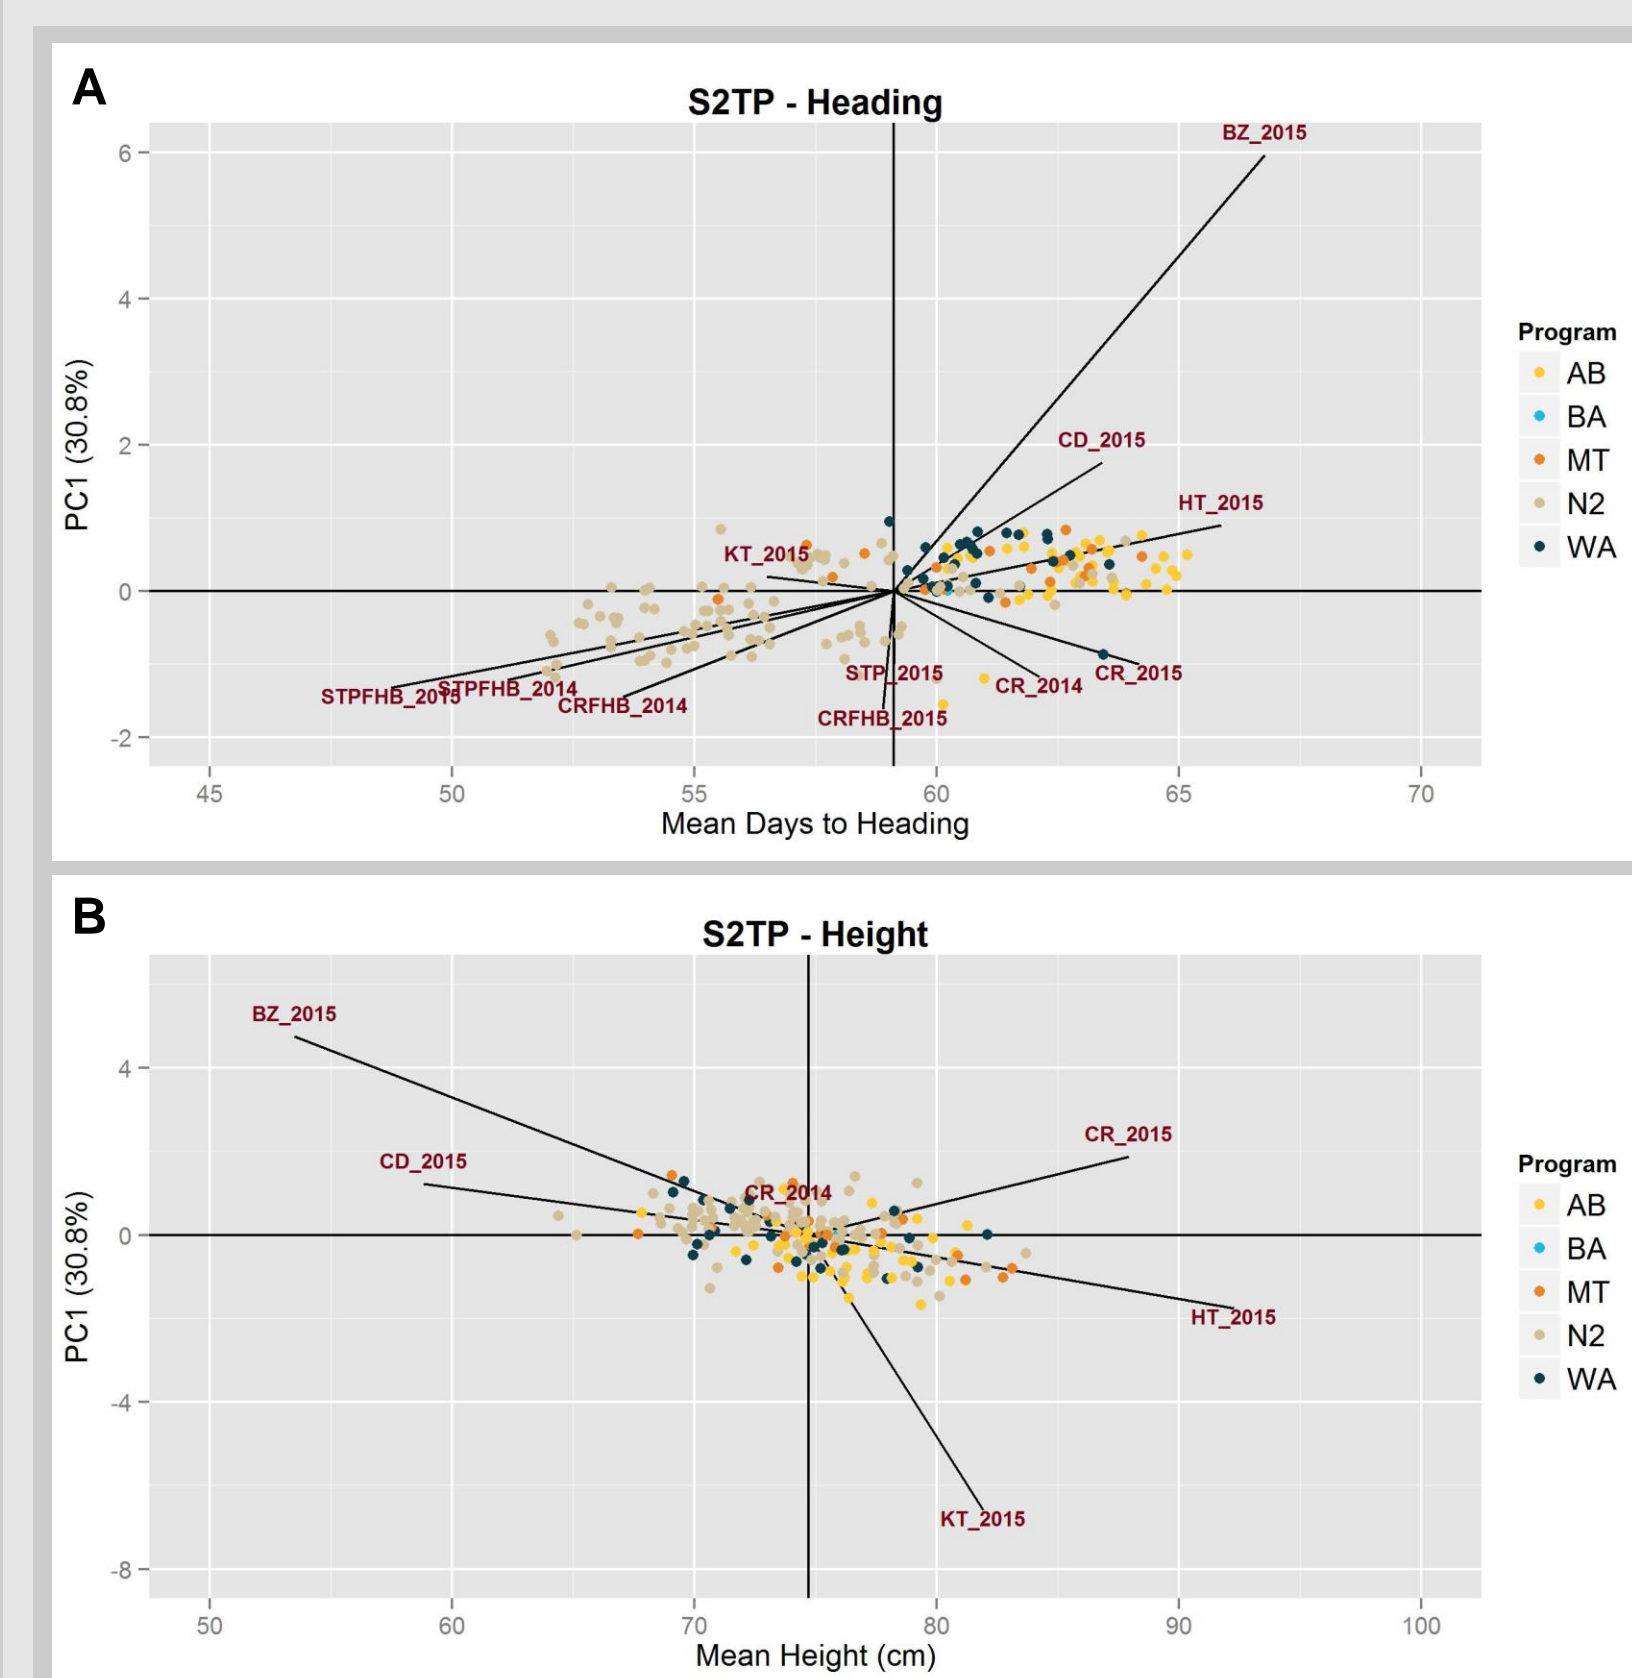 A
S2TP - Heading
BZ_2015
6
4
CD_2015
2
HT_2015
KT_2015
0
STP_2015
CR_2015
CR_2014
STPFHB_2015
STPFHB_2014
CRFHB_2014
CRFHB_2015
-2
PC1 (30.8%)
45 50 55 60 65 70
Mean Days to Heading
Program
AB
BA
MT
N2
WA
B
S2TP - Height
BZ_2015
4
CR_2015
CD_2015
CR_2014
0
HT_2015
-4
KT_2015
-8
PC1 (30.8%)
50 60 70 80 90 100
Mean Height (cm)
Program
AB
BA
MT
N2
WA